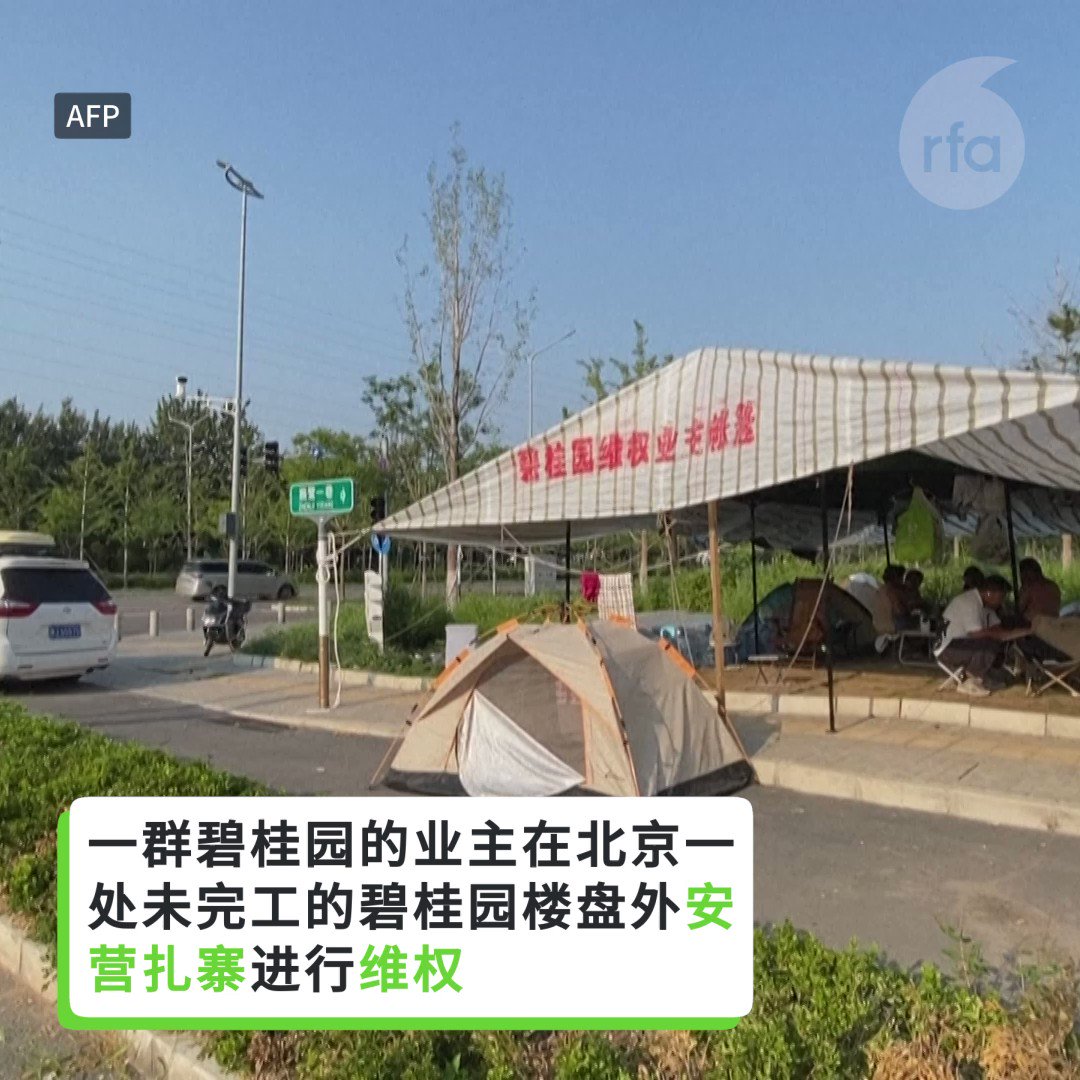 AFP
rfa
碧桂园维权业主帐篷
一群碧桂园的业主在北京一
处未完工的碧桂园楼盘外安
营扎寨进行维权